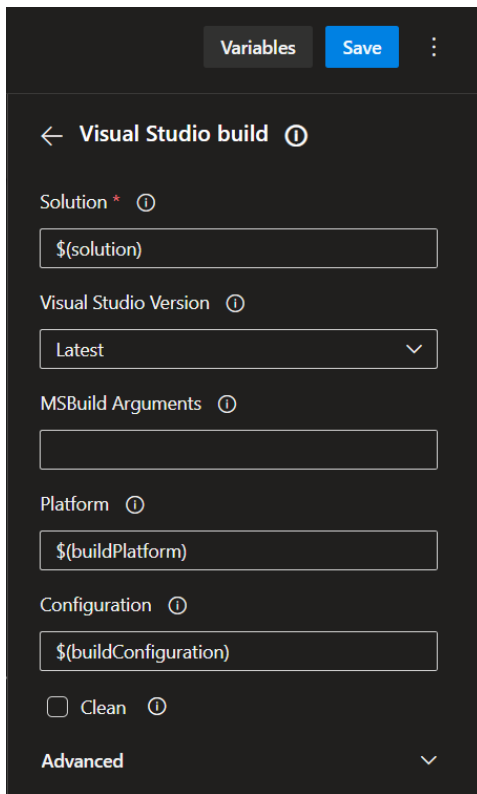 Variables Save
Visual Studio build
Solution *
$(solution)
Visual Studio Version
Latest
MSBuild Arguments
Platform
$(buildPlatform)
Configuration
$(buildConfiguration)
Clean
Advanced